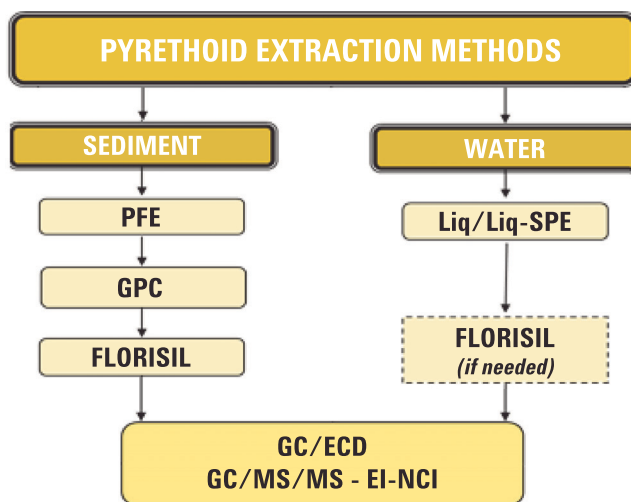 PYRETHOID EXTRACTION METHODS
SEDIMENT
PFE
GPC
FLORISIL
WATER
Liq/Liq-SPE
FLORISIL
(if needed)
GC/ECD
GC/MS/MS - EI-NCI